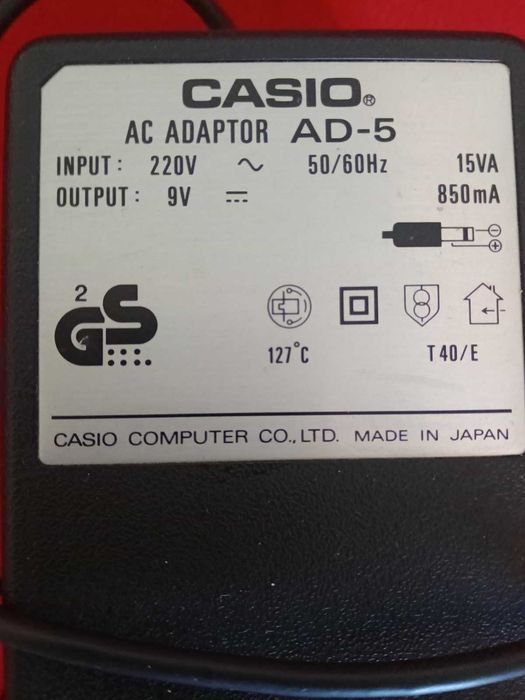 CASIO®
AC ADAPTOR AD-5
INPUT: 220V ~ 50/60Hz 15VA
OUTPUT: 9V ⎓ 850mA
2
GS
127°C T40/E
CASIO COMPUTER CO.,LTD. MADE IN JAPAN